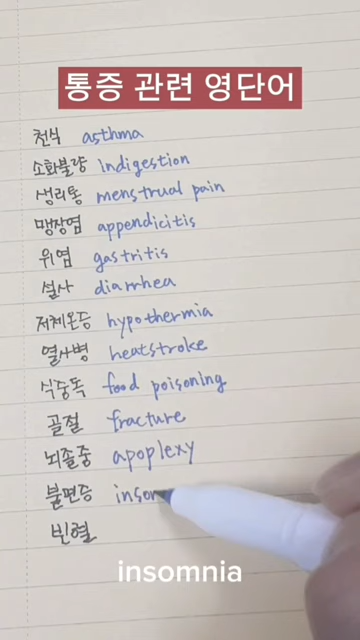 통증 관련 영단어
천식 asthma
소화불량 indigestion
생리통 menstrual pain
맹장염 appendicitis
위염 gastritis
설사 diarrhea
저체온증 hypothermia
열사병 heatstroke
식중독 food poisoning
골절 fracture
뇌졸중 apoplexy
불면증 insom
빈혈
insomnia